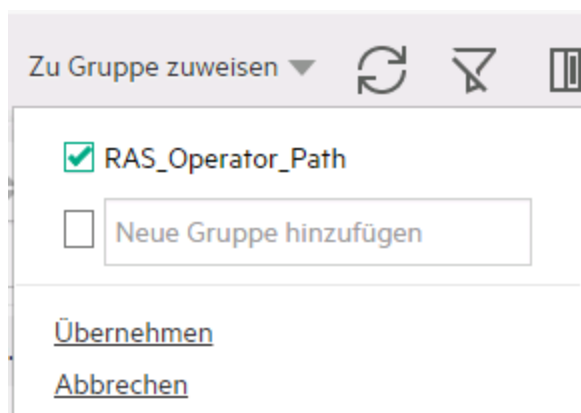 Zu Gruppe zuweisen
RAS_Operator_Path
Neue Gruppe hinzufügen
Übernehmen
Abbrechen